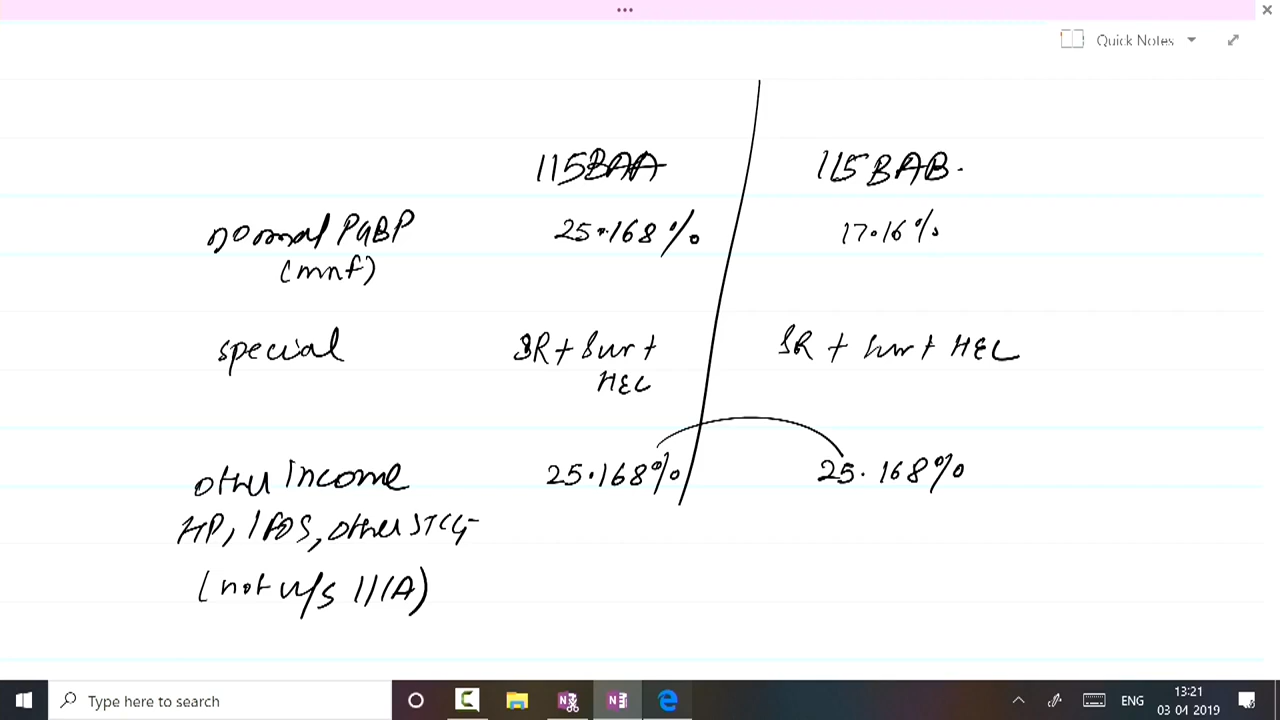 Quick Notes
115BAA 115BAB.
normal PGBP 25.168% 17.16%
(mnf)
special SR + Sur + SR + Sur + HEC
HEC
other income 25.168% 25.168%
HP, IFOS, other STCG
(not u/s 111A)
Type here to search
ENG
13:21
03-04-2019